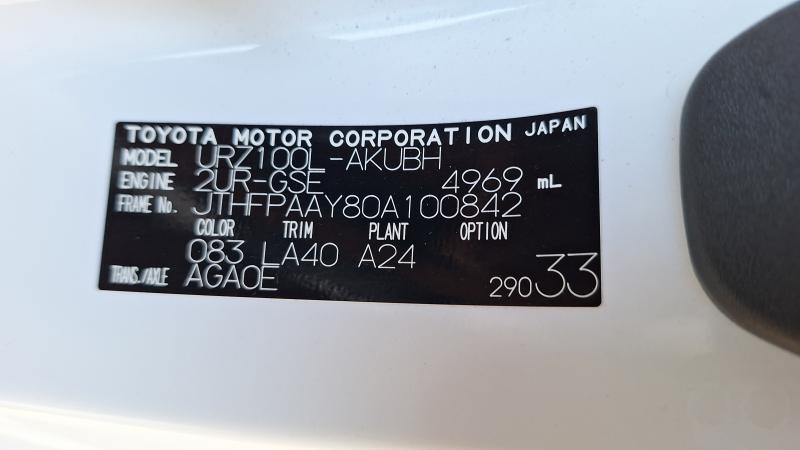 TOYOTA MOTOR CORPORATION JAPAN
MODEL URZ100L-AKUBH
ENGINE 2UR-GSE 4969 mL
FRAME No. JTHFPAAY80A100842
COLOR TRIM PLANT OPTION
083 LA40 A24
TRANS./AXLE AGA0E
29033